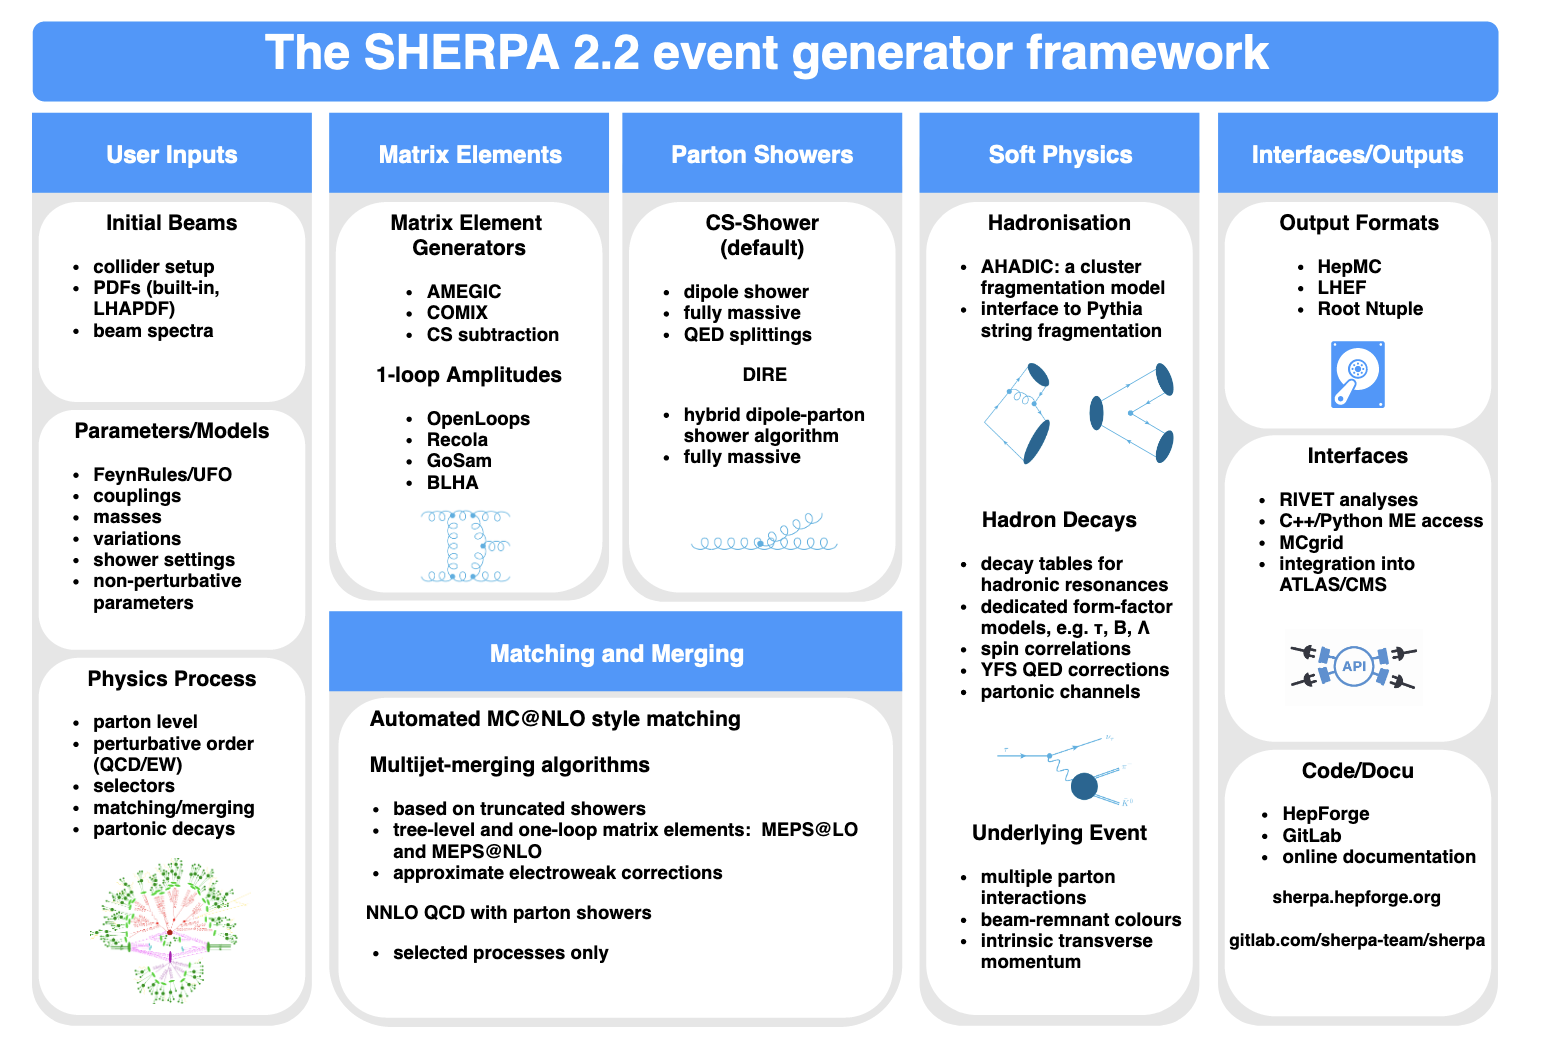 The SHERPA 2.2 event generator framework
User Inputs
Initial Beams
• collider setup
• PDFs (built-in,
LHAPDF)
• beam spectra
Parameters/Models
• FeynRules/UFO
• couplings
• masses
• variations
• shower settings
• non-perturbative
parameters
Physics Process
• parton level
• perturbative order
(QCD/EW)
• selectors
• matching/merging
• partonic decays
Matrix Elements
Matrix Element
Generators
• AMEGIC
• COMIX
• CS subtraction
1-loop Amplitudes
• OpenLoops
• Recola
• GoSam
• BLHA
Parton Showers
CS-Shower
(default)
• dipole shower
• fully massive
• QED splittings
DIRE
• hybrid dipole-parton
shower algorithm
• fully massive
Matching and Merging
Automated MC@NLO style matching
Multijet-merging algorithms
• based on truncated showers
• tree-level and one-loop matrix elements: MEPS@LO
and MEPS@NLO
• approximate electroweak corrections
NNLO QCD with parton showers
• selected processes only
Soft Physics
Hadronisation
• AHADIC: a cluster
fragmentation model
• interface to Pythia
string fragmentation
Hadron Decays
• decay tables for
hadronic resonances
• dedicated form-factor
models, e.g. τ, B, Λ
• spin correlations
• YFS QED corrections
• partonic channels
τ
ν_τ
K̄⁰
Underlying Event
• multiple parton
interactions
• beam-remnant colours
• intrinsic transverse
momentum
Interfaces/Outputs
Output Formats
• HepMC
• LHEF
• Root Ntuple
Interfaces
• RIVET analyses
• C++/Python ME access
• MCgrid
• integration into
ATLAS/CMS
API
Code/Docu
• HepForge
• GitLab
• online documentation
sherpa.hepforge.org
gitlab.com/sherpa-team/sherpa